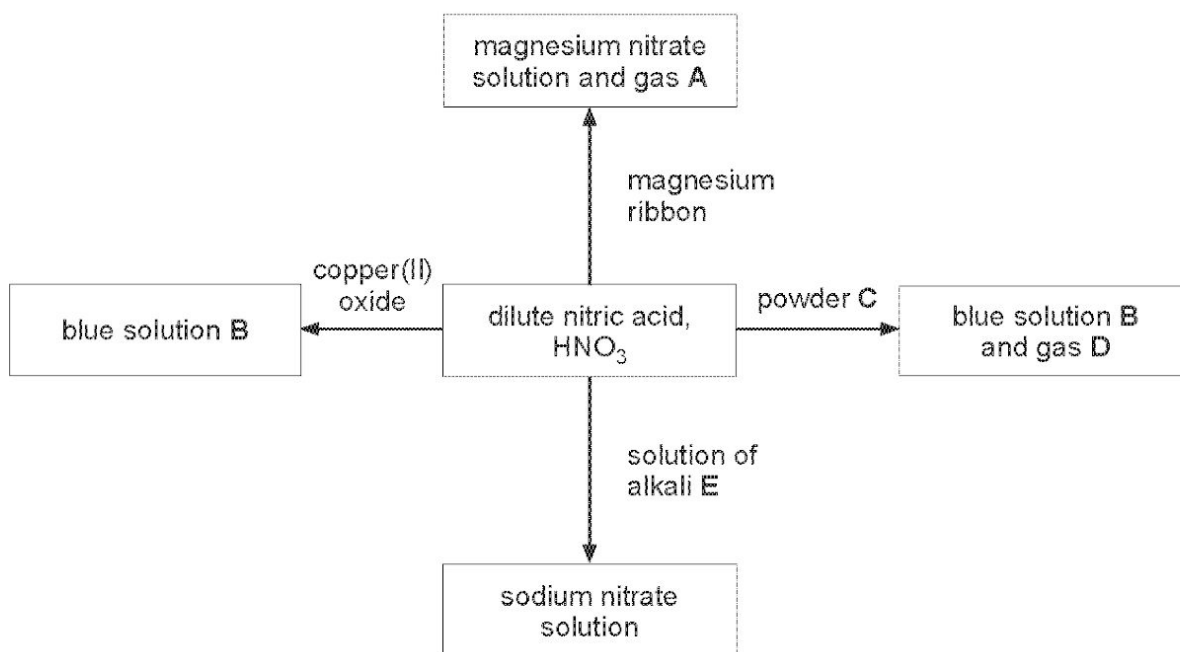 magnesium nitrate
solution and gas A
magnesium
ribbon
copper(II)
oxide
blue solution B
dilute nitric acid,
HNO₃
powder C
blue solution B
and gas D
solution of
alkali E
sodium nitrate
solution